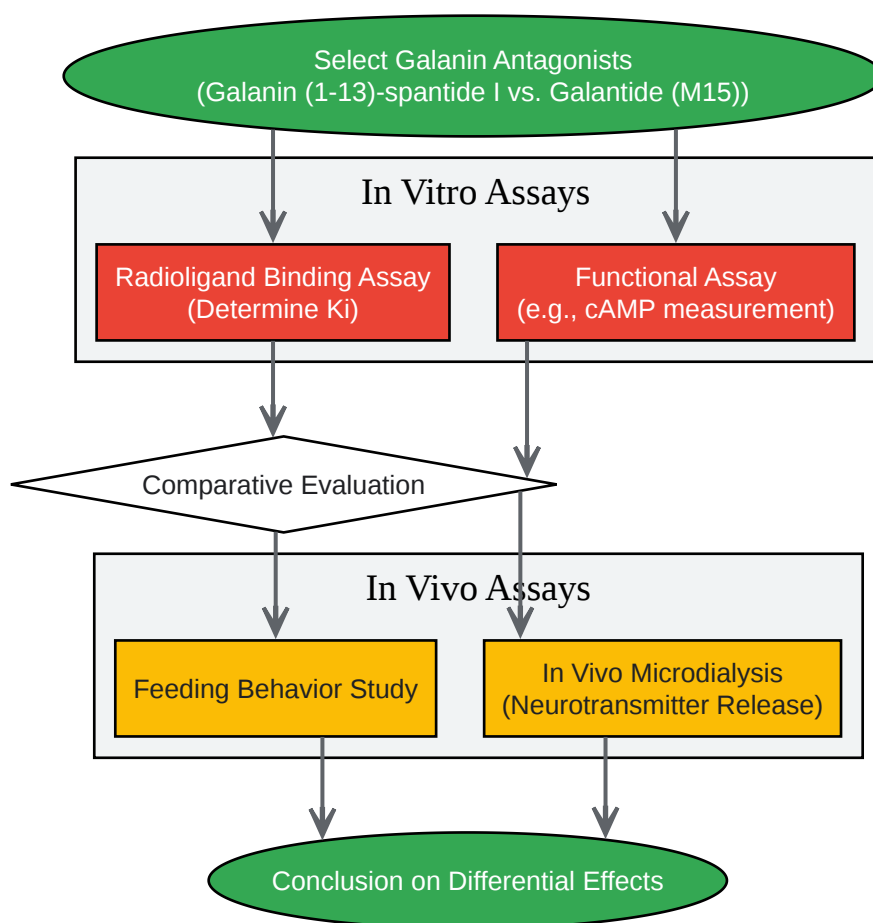 Select Galanin Antagonists
(Galanin (1-13)-spantide I vs. Galantide (M15))
In Vitro Assays
Radioligand Binding Assay
(Determine Ki)
Functional Assay
(e.g., cAMP measurement)
Comparative Evaluation
In Vivo Assays
Feeding Behavior Study
In Vivo Microdialysis
(Neurotransmitter Release)
Conclusion on Differential Effects